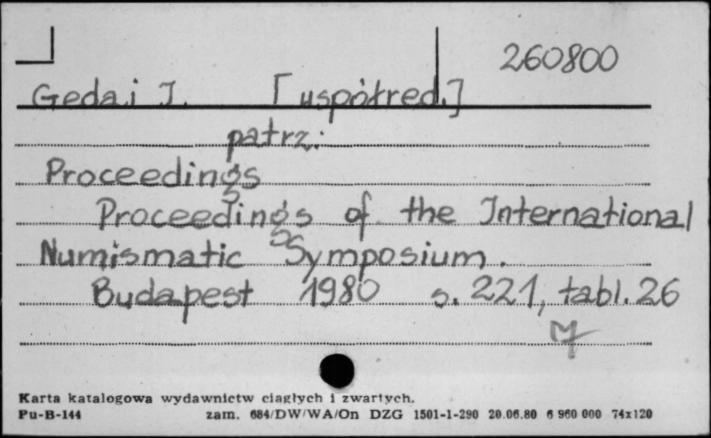 260800
Gedai I. [uspółred.]
patrz:
Proceedings
Proceedings of the International
Numismatic Symposium.
Budapest 1980 s. 221, tabl. 26
Karta katalogowa wydawnictw ciągłych i zwartych.
Pu-B-144 zam. 684/DW/WA/On DZG 1501-1-290 20.06.80 6 960 000 74x120